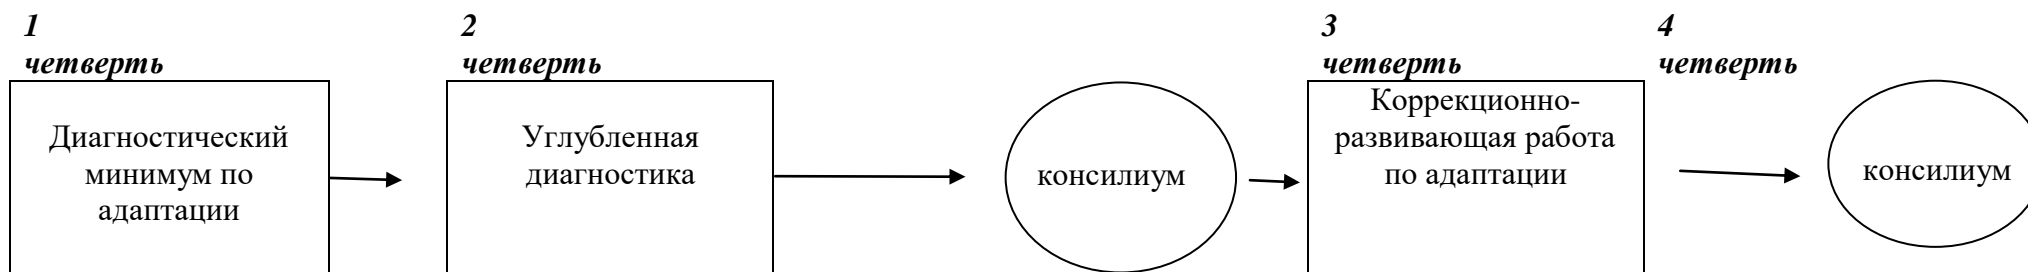 1
четверть
2
четверть
3
четверть
4
четверть
Диагностический
минимум по
адаптации
Углубленная
диагностика
консилиум
Коррекционно-
развивающая работа
по адаптации
консилиум